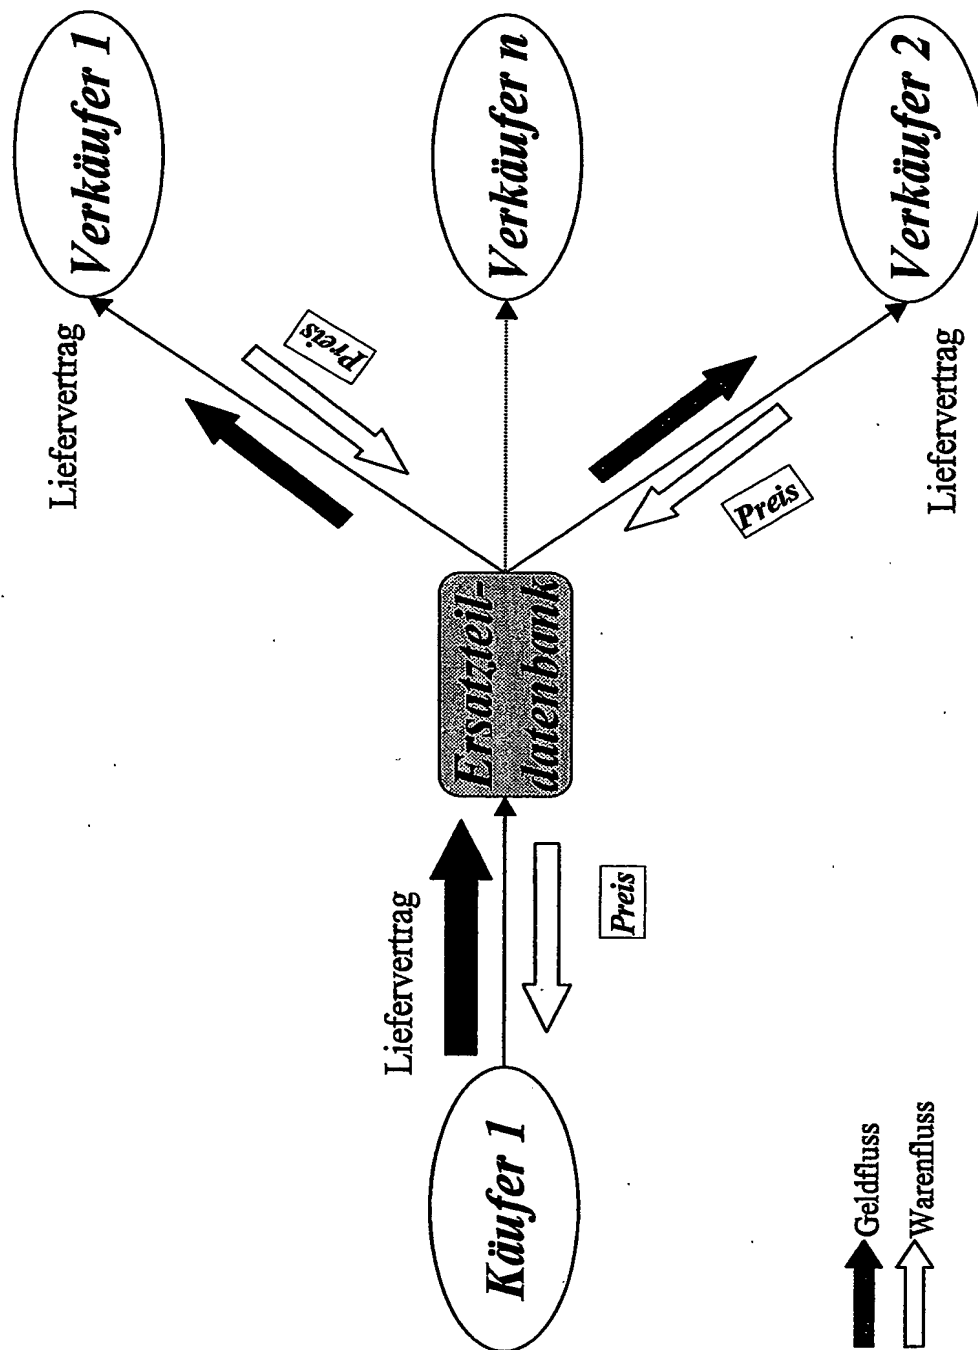 Liefervertrag
Verkäufer 1
Preis
Liefervertrag
Käufer 1
Ersatzteil-
datenbank
Verkäufer n
Preis
Preis
Verkäufer 2
Liefervertrag
Geldfluss
Warenfluss